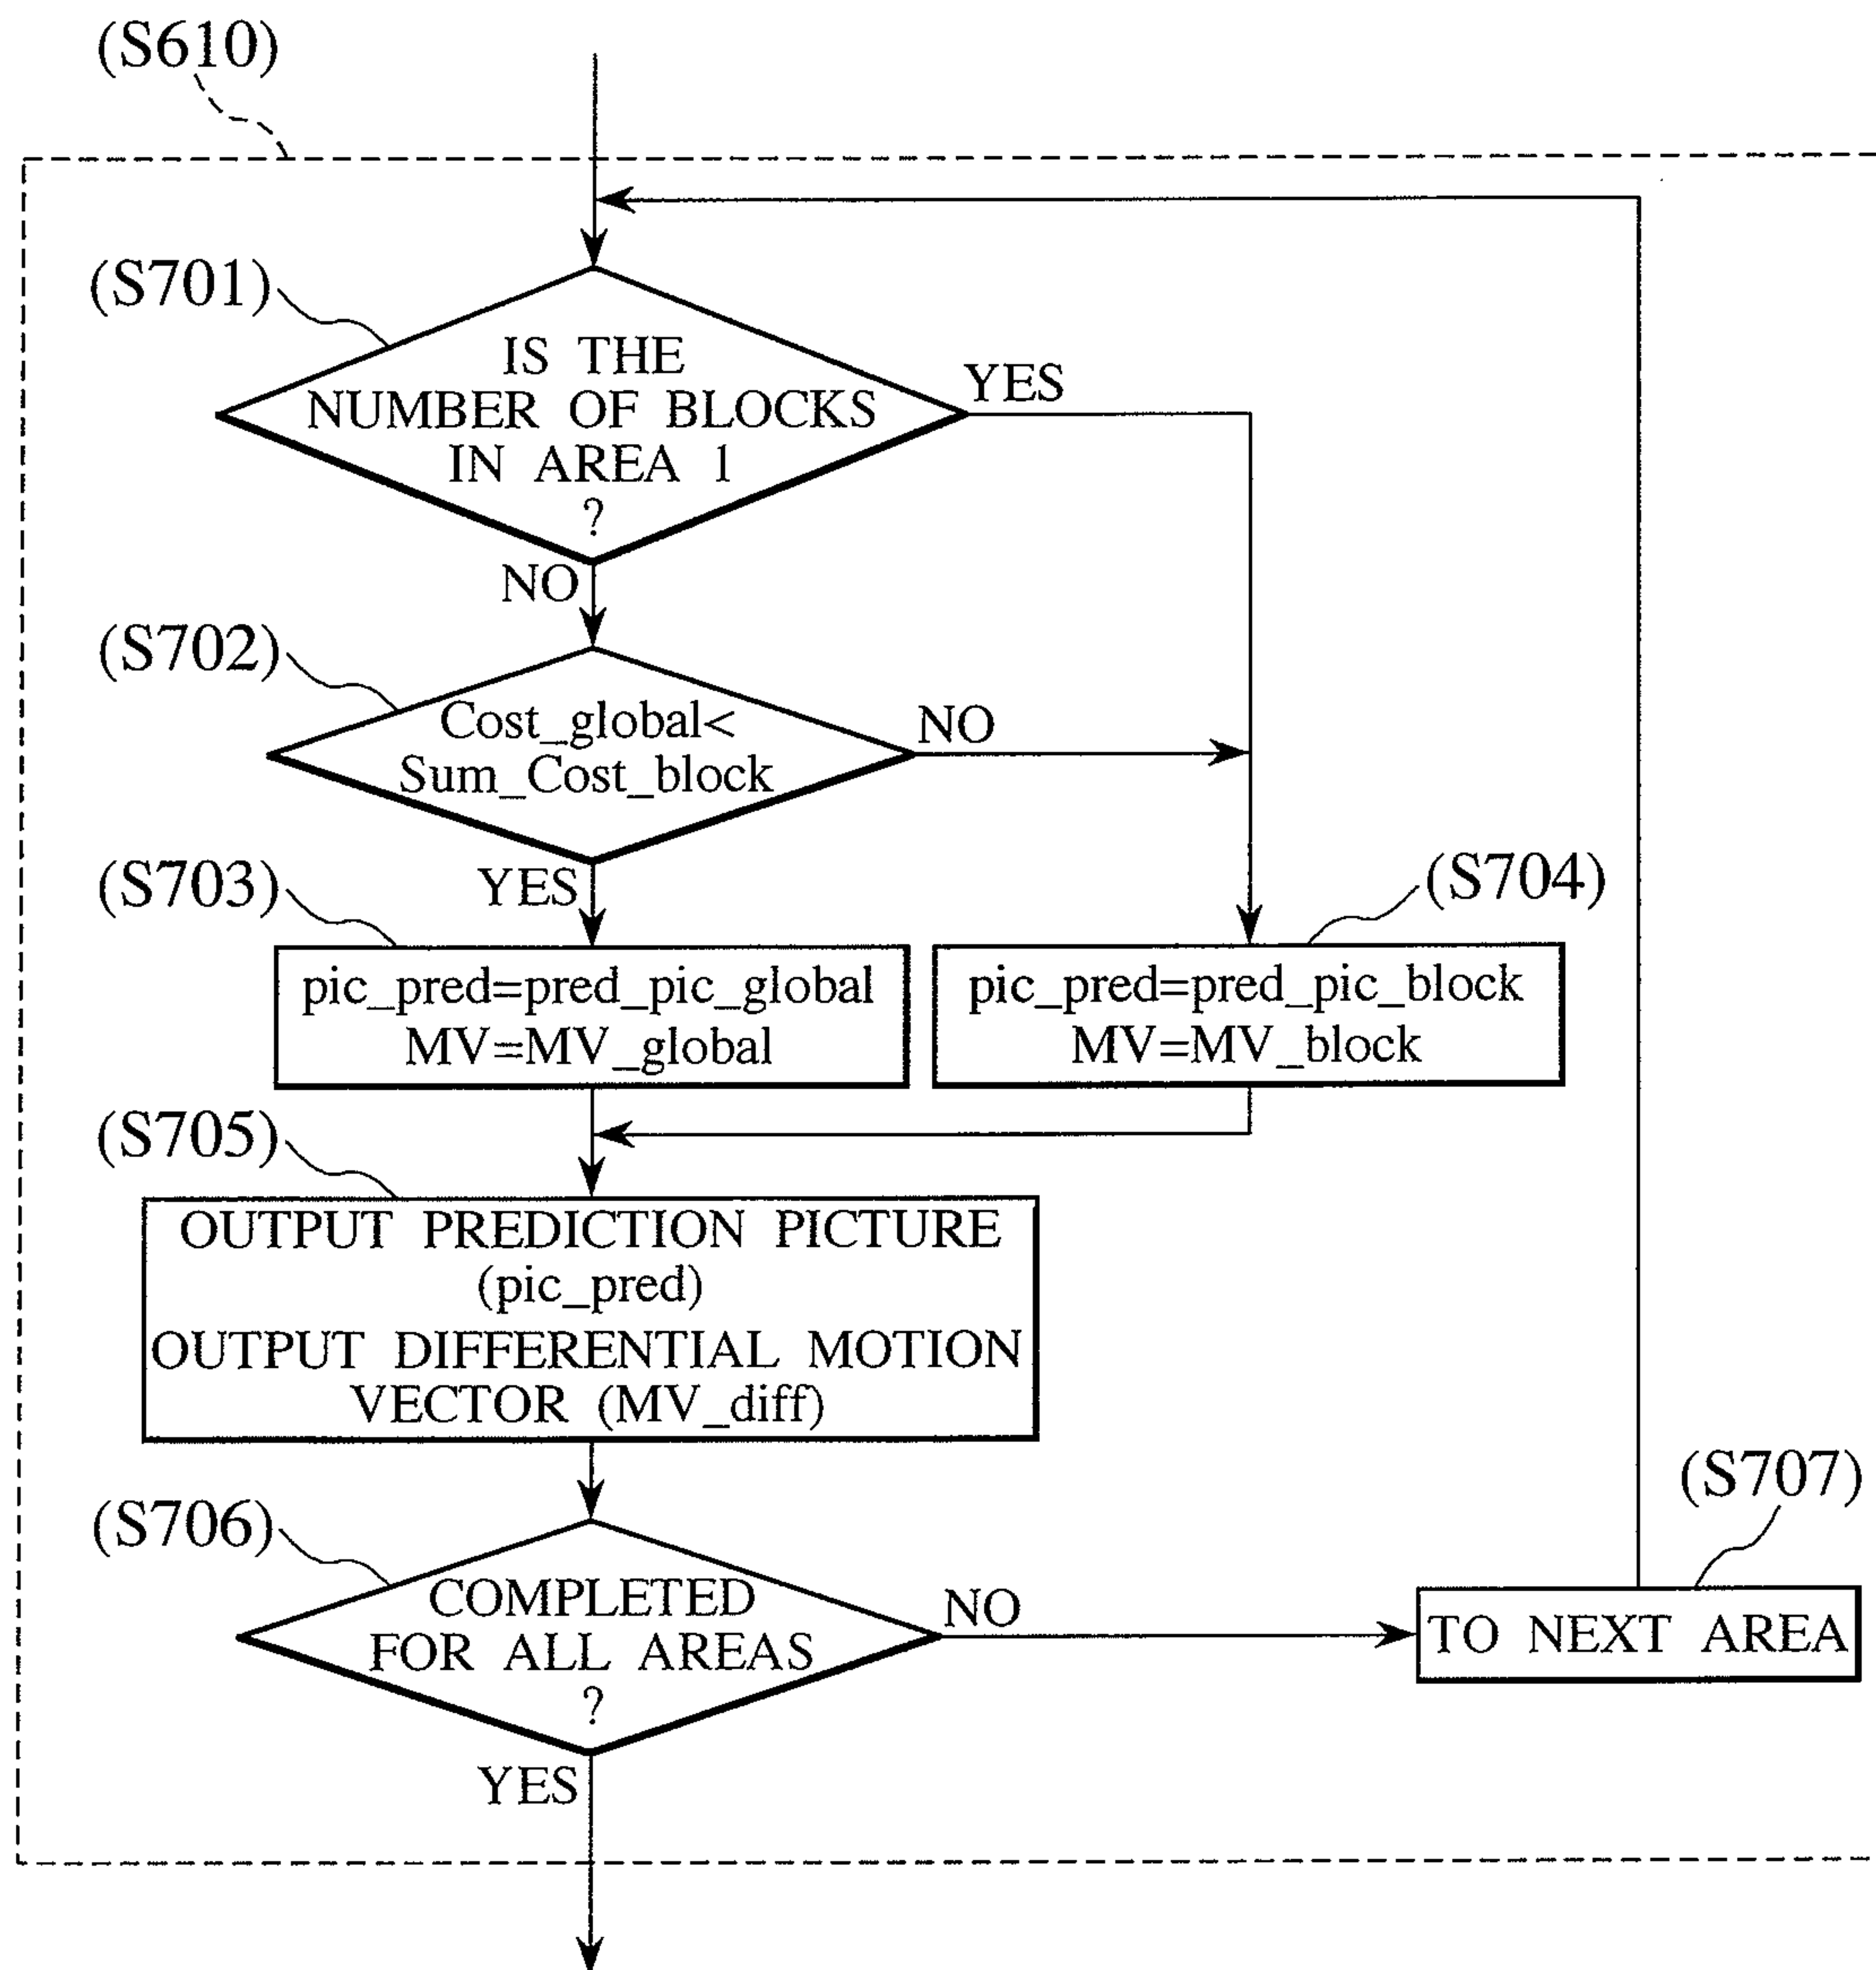 (S610)
(S701)
IS THE
NUMBER OF BLOCKS
IN AREA 1
?
YES
NO
(S702)
Cost_global<
Sum_Cost_block
NO
YES
(S703)
pic_pred=pred_pic_global
MV=MV_global
(S704)
pic_pred=pred_pic_block
MV=MV_block
(S705)
OUTPUT PREDICTION PICTURE
(pic_pred)
OUTPUT DIFFERENTIAL MOTION
VECTOR (MV_diff)
(S706)
COMPLETED
FOR ALL AREAS
?
NO
YES
(S707)
TO NEXT AREA